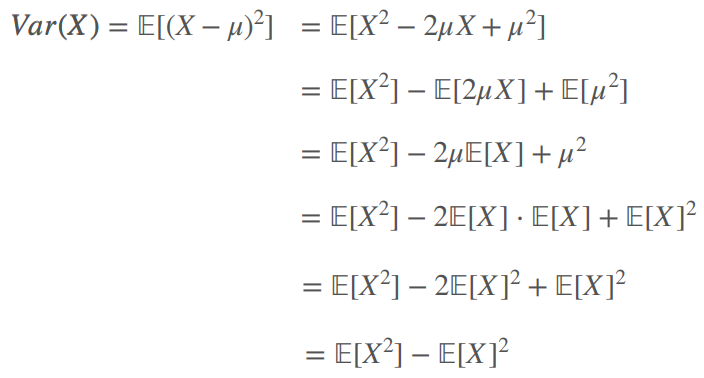 Var(X) = 𝔼[(X − μ)²] = 𝔼[X² − 2μX + μ²]
= 𝔼[X²] − 𝔼[2μX] + 𝔼[μ²]
= 𝔼[X²] − 2μ𝔼[X] + μ²
= 𝔼[X²] − 2𝔼[X] · 𝔼[X] + 𝔼[X]²
= 𝔼[X²] − 2𝔼[X]² + 𝔼[X]²
= 𝔼[X²] − 𝔼[X]²